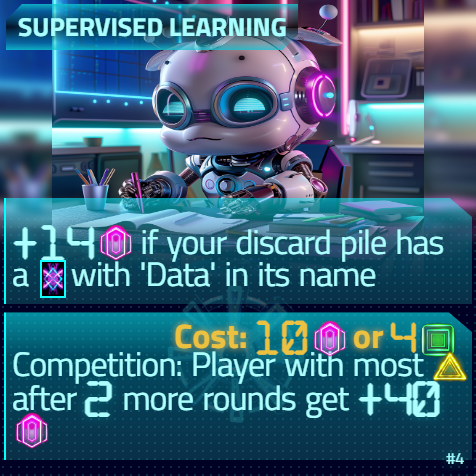 SUPERVISED LEARNING
+14 if your discard pile has
a with 'Data' in its name
Cost: 10 or 4
Competition: Player with most
after 2 more rounds get +40
#4